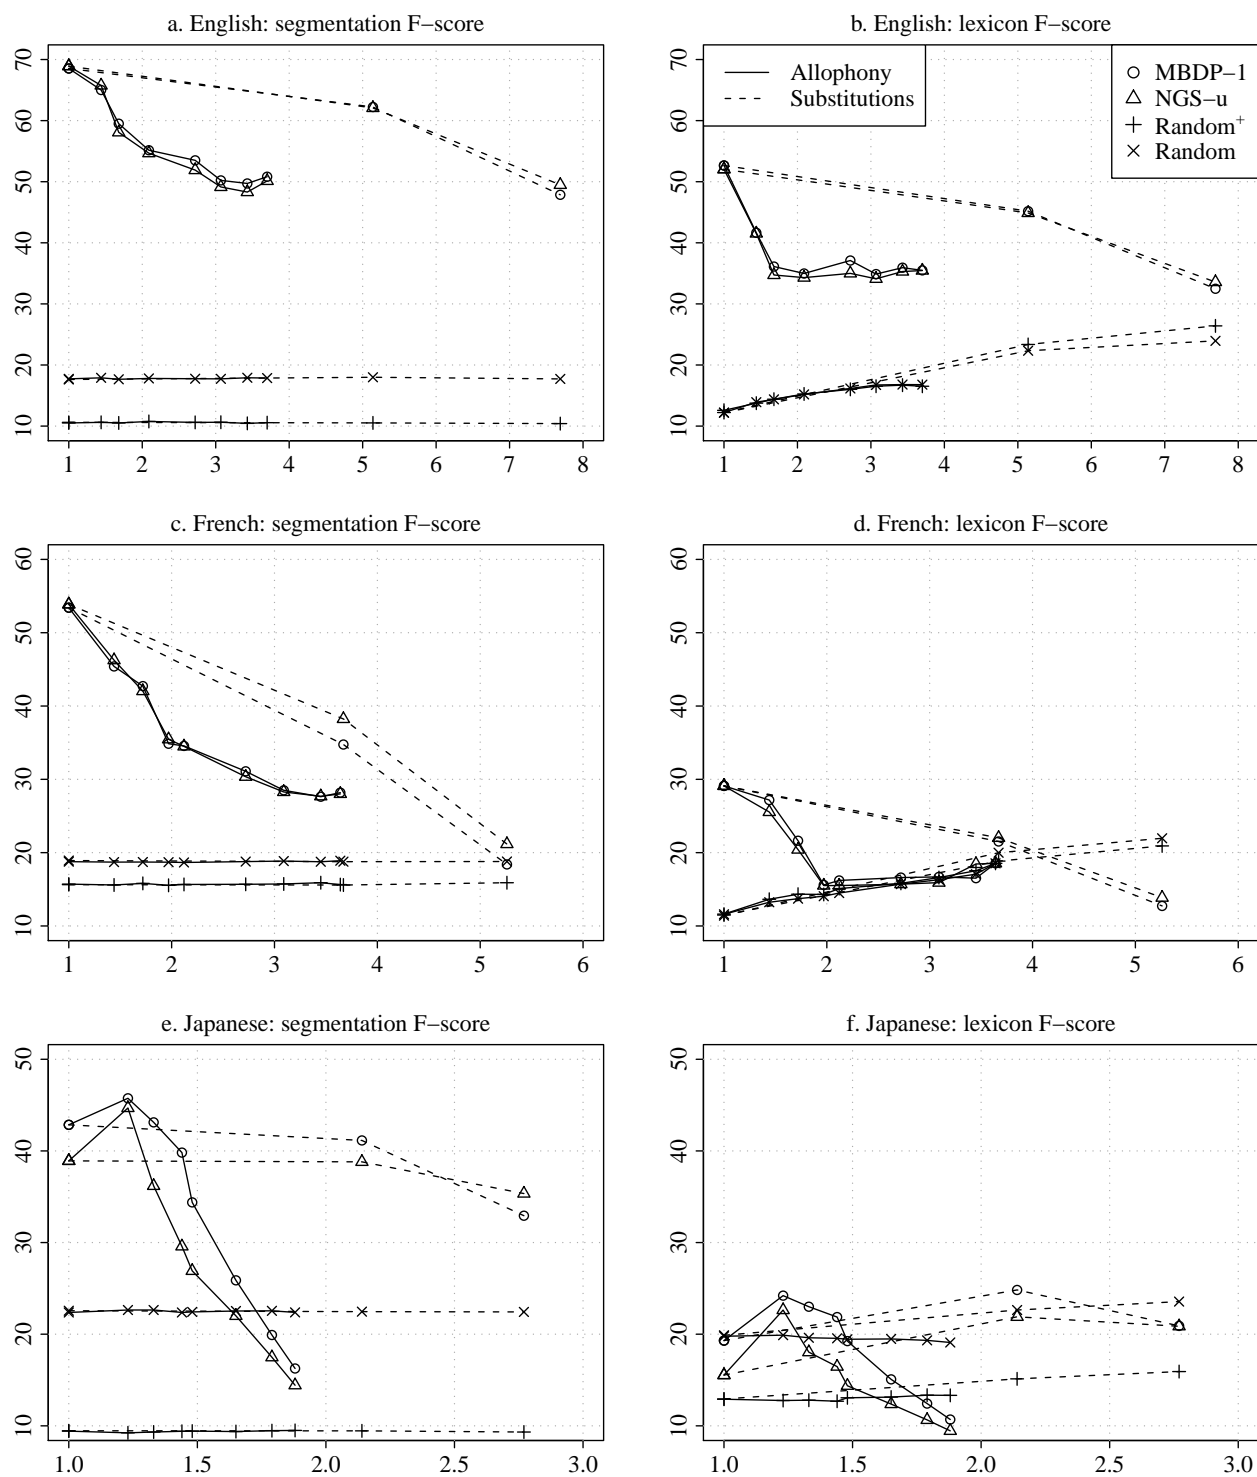 a. English: segmentation F−score
70
60
50
40
30
20
10
1 2 3 4 5 6 7 8
b. English: lexicon F−score
70
60
50
40
30
20
10
1 2 3 4 5 6 7 8
Allophony
Substitutions
MBDP−1
NGS−u
Random+
Random
c. French: segmentation F−score
60
50
40
30
20
10
1 2 3 4 5 6
d. French: lexicon F−score
60
50
40
30
20
10
1 2 3 4 5 6
e. Japanese: segmentation F−score
50
40
30
20
10
1.0 1.5 2.0 2.5 3.0
f. Japanese: lexicon F−score
50
40
30
20
10
1.0 1.5 2.0 2.5 3.0